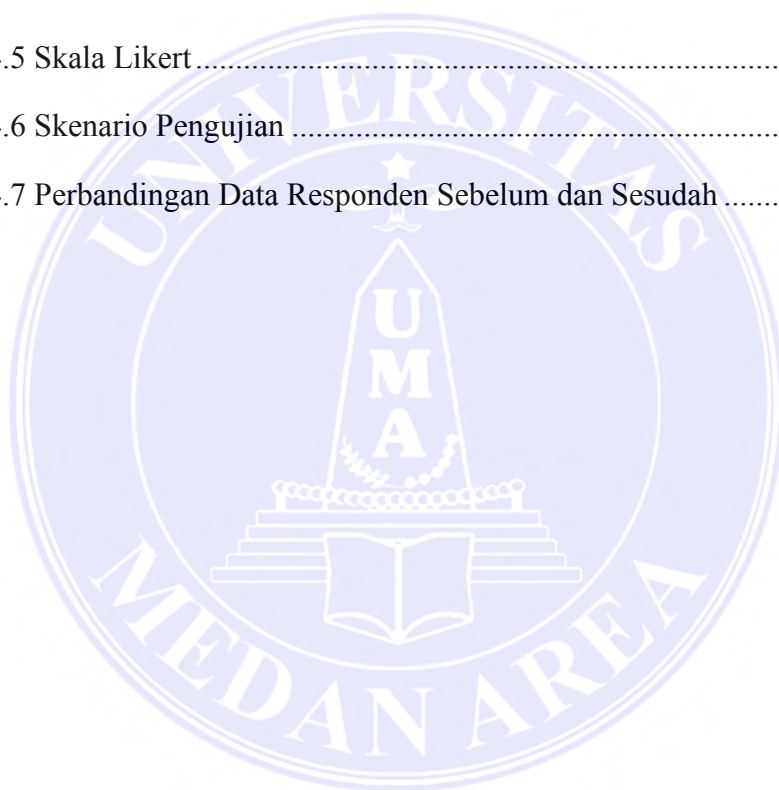 .5 Skala Likert ........................................................................
.6 Skenario Pengujian ............................................................
.7 Perbandingan Data Responden Sebelum dan Sesudah .......
UNIVERSITAS
UMA
MEDAN AREA